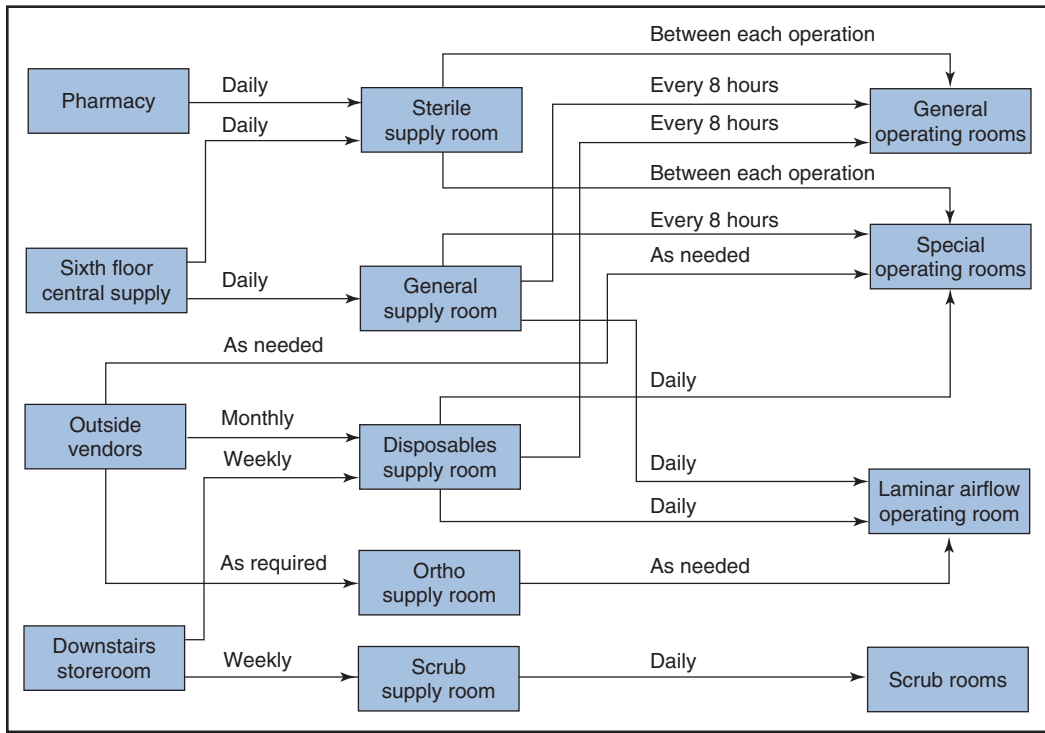 Between each operation
Pharmacy
Daily
Sterile
supply room
Every 8 hours
General
operating rooms
Daily
Every 8 hours
Between each operation
Sixth floor
central supply
Daily
General
supply room
Every 8 hours
As needed
Special
operating rooms
As needed
Daily
Outside
vendors
Monthly
Weekly
Disposables
supply room
Daily
Daily
Laminar airflow
operating room
As required
Ortho
supply room
As needed
Downstairs
storeroom
Weekly
Scrub
supply room
Daily
Scrub rooms